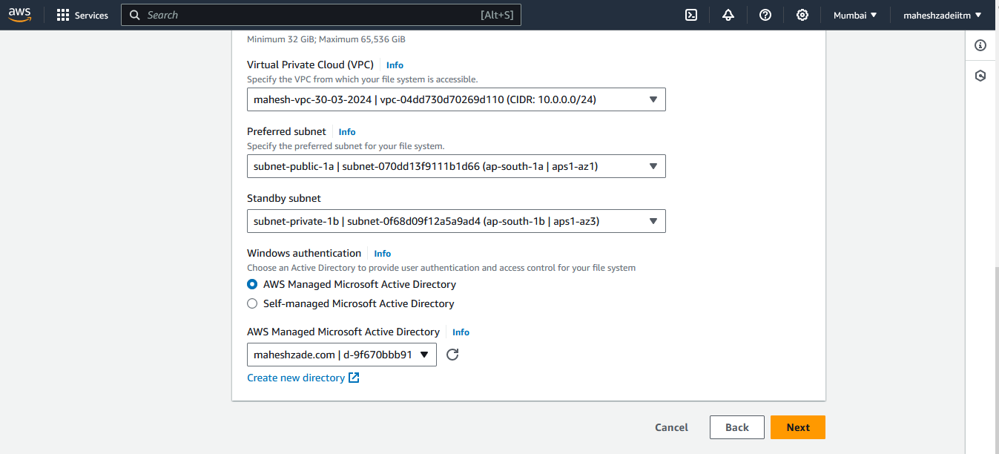 aws Services Search [Alt+S] Mumbai ▼ maheshzadeiitm ▼
Minimum 32 GiB; Maximum 65,536 GiB
Virtual Private Cloud (VPC) Info
Specify the VPC from which your file system is accessible.
mahesh-vpc-30-03-2024 | vpc-04dd730d70269d110 (CIDR: 10.0.0.0/24)
Preferred subnet Info
Specify the preferred subnet for your file system.
subnet-public-1a | subnet-070dd13f9111b1d66 (ap-south-1a | aps1-az1)
Standby subnet
subnet-private-1b | subnet-0f68d09f12a5a9ad4 (ap-south-1b | aps1-az3)
Windows authentication Info
Choose an Active Directory to provide user authentication and access control for your file system
AWS Managed Microsoft Active Directory
Self-managed Microsoft Active Directory
AWS Managed Microsoft Active Directory Info
maheshzade.com | d-9f670bbb91
Create new directory
Cancel Back Next